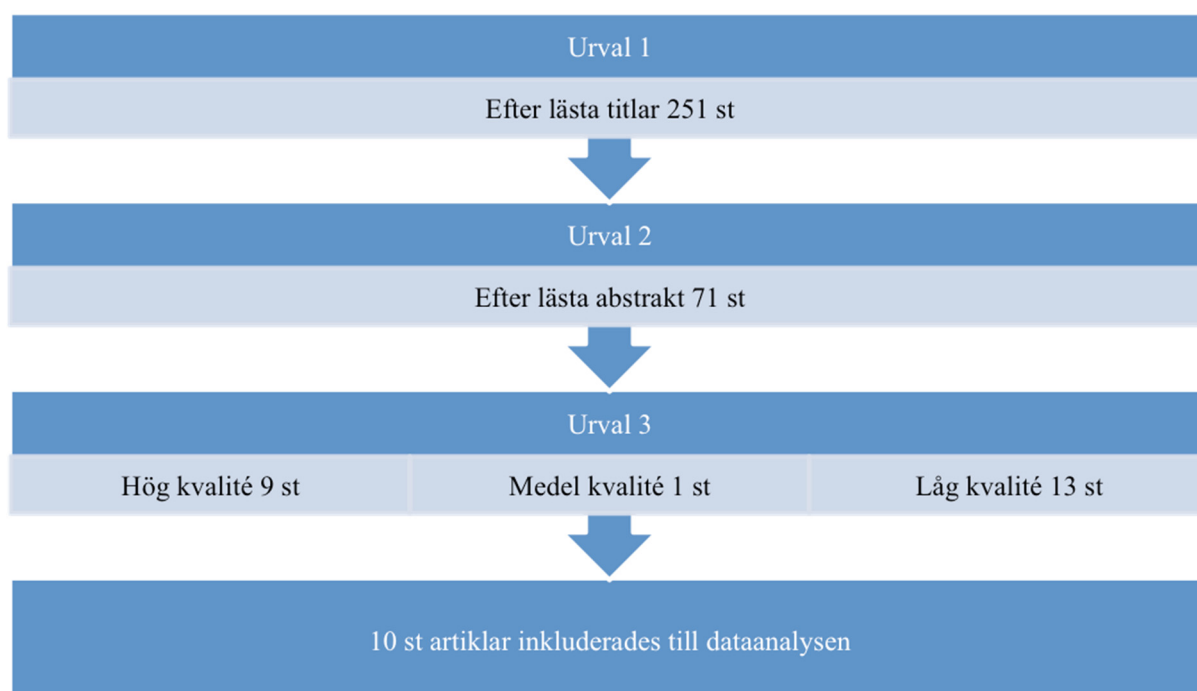 Urval 1
Efter lästa titlar 251 st
Urval 2
Efter lästa abstrakt 71 st
Urval 3
Hög kvalité 9 st
Medel kvalité 1 st
Låg kvalité 13 st
10 st artiklar inkluderades till dataanalysen